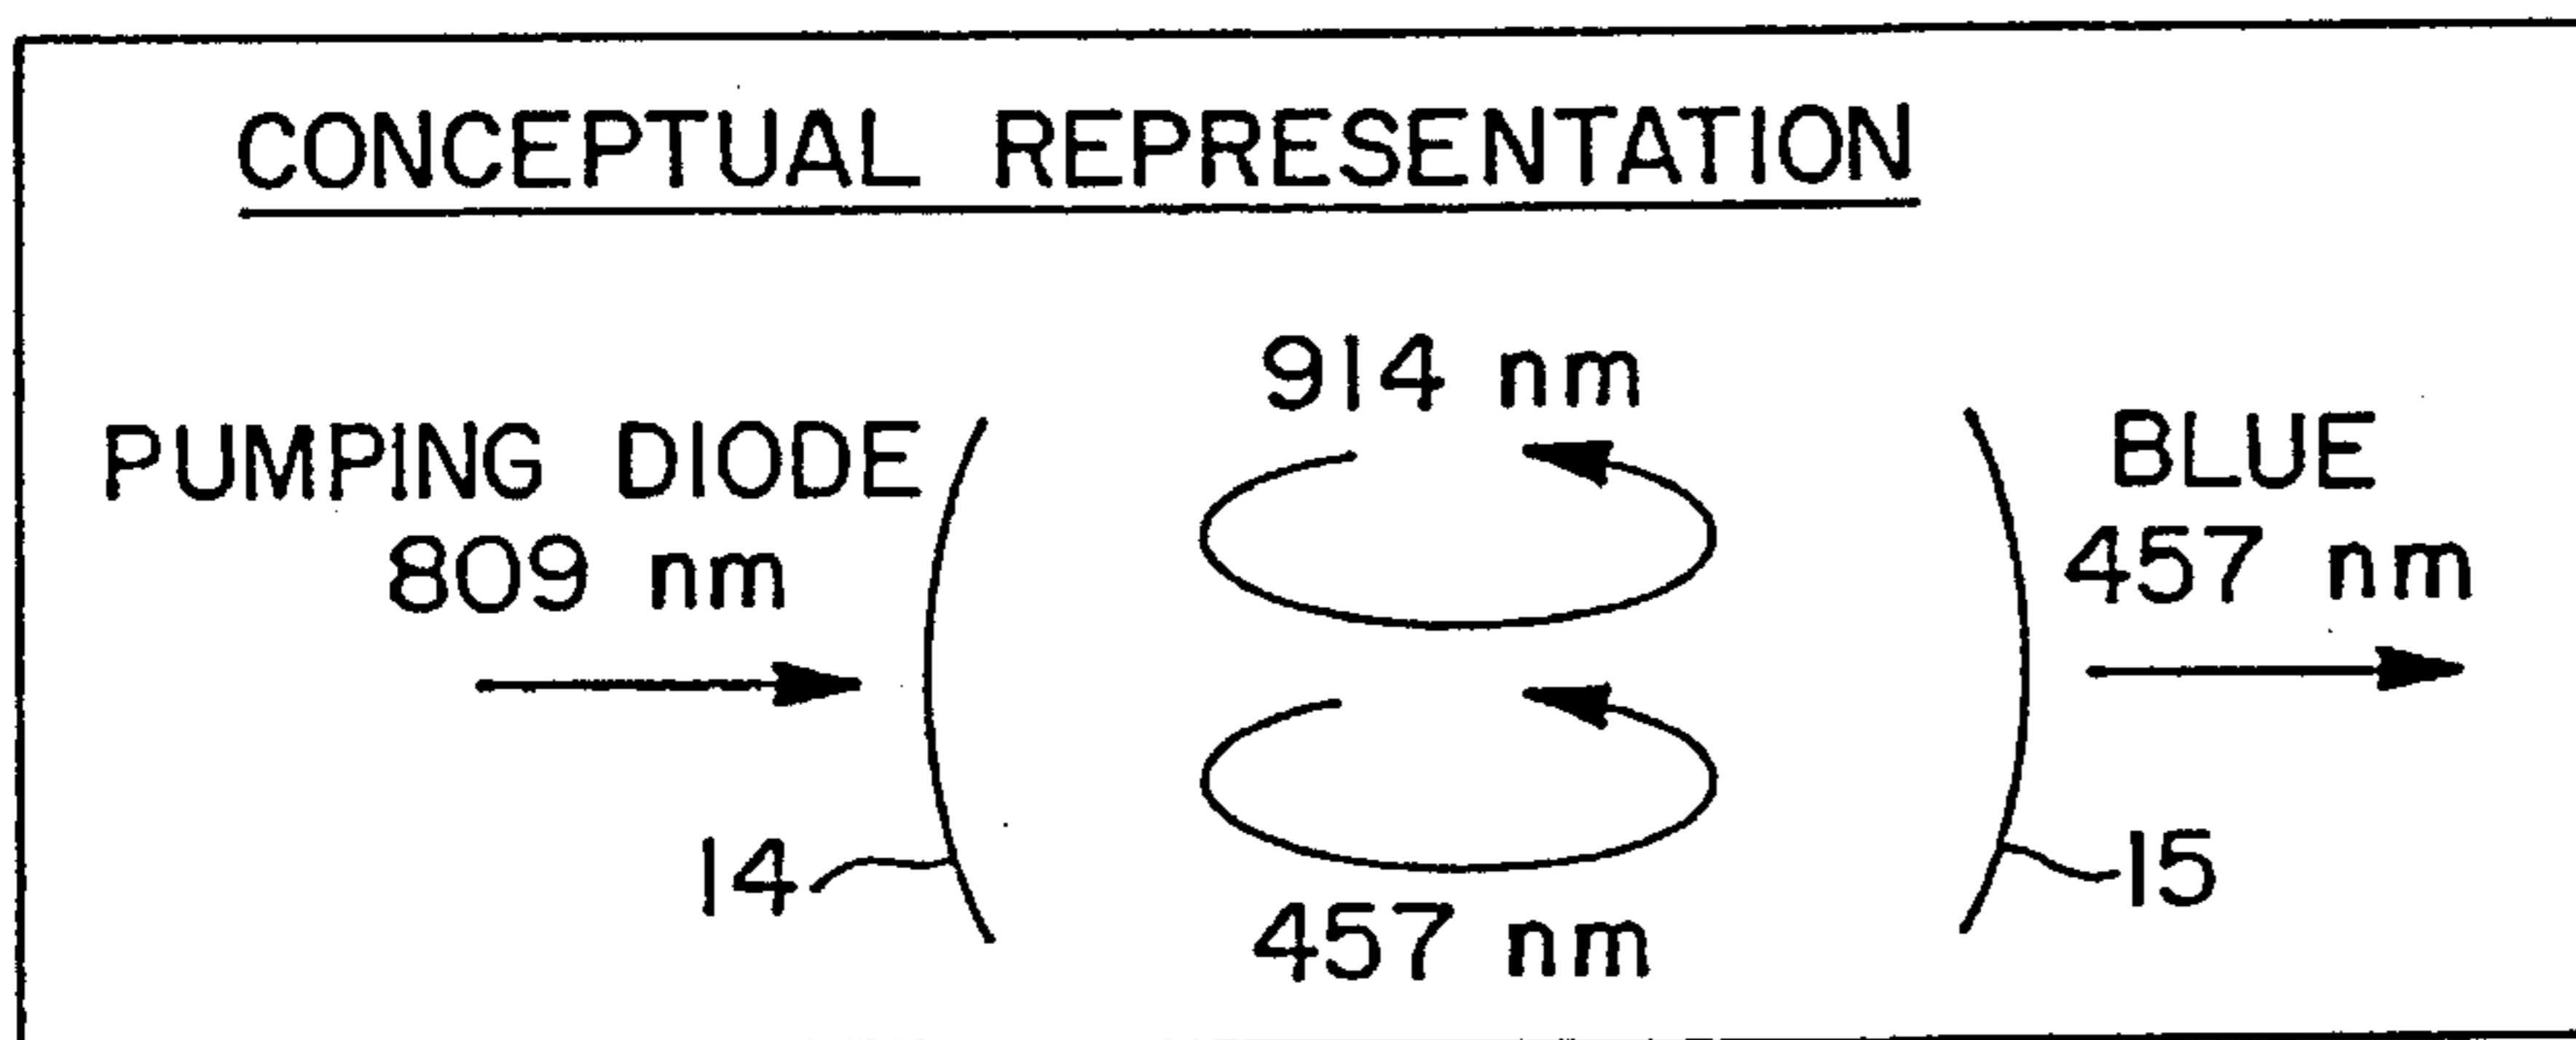 CONCEPTUAL REPRESENTATION
914 nm
PUMPING DIODE
809 nm
BLUE
457 nm
14
15
457 nm